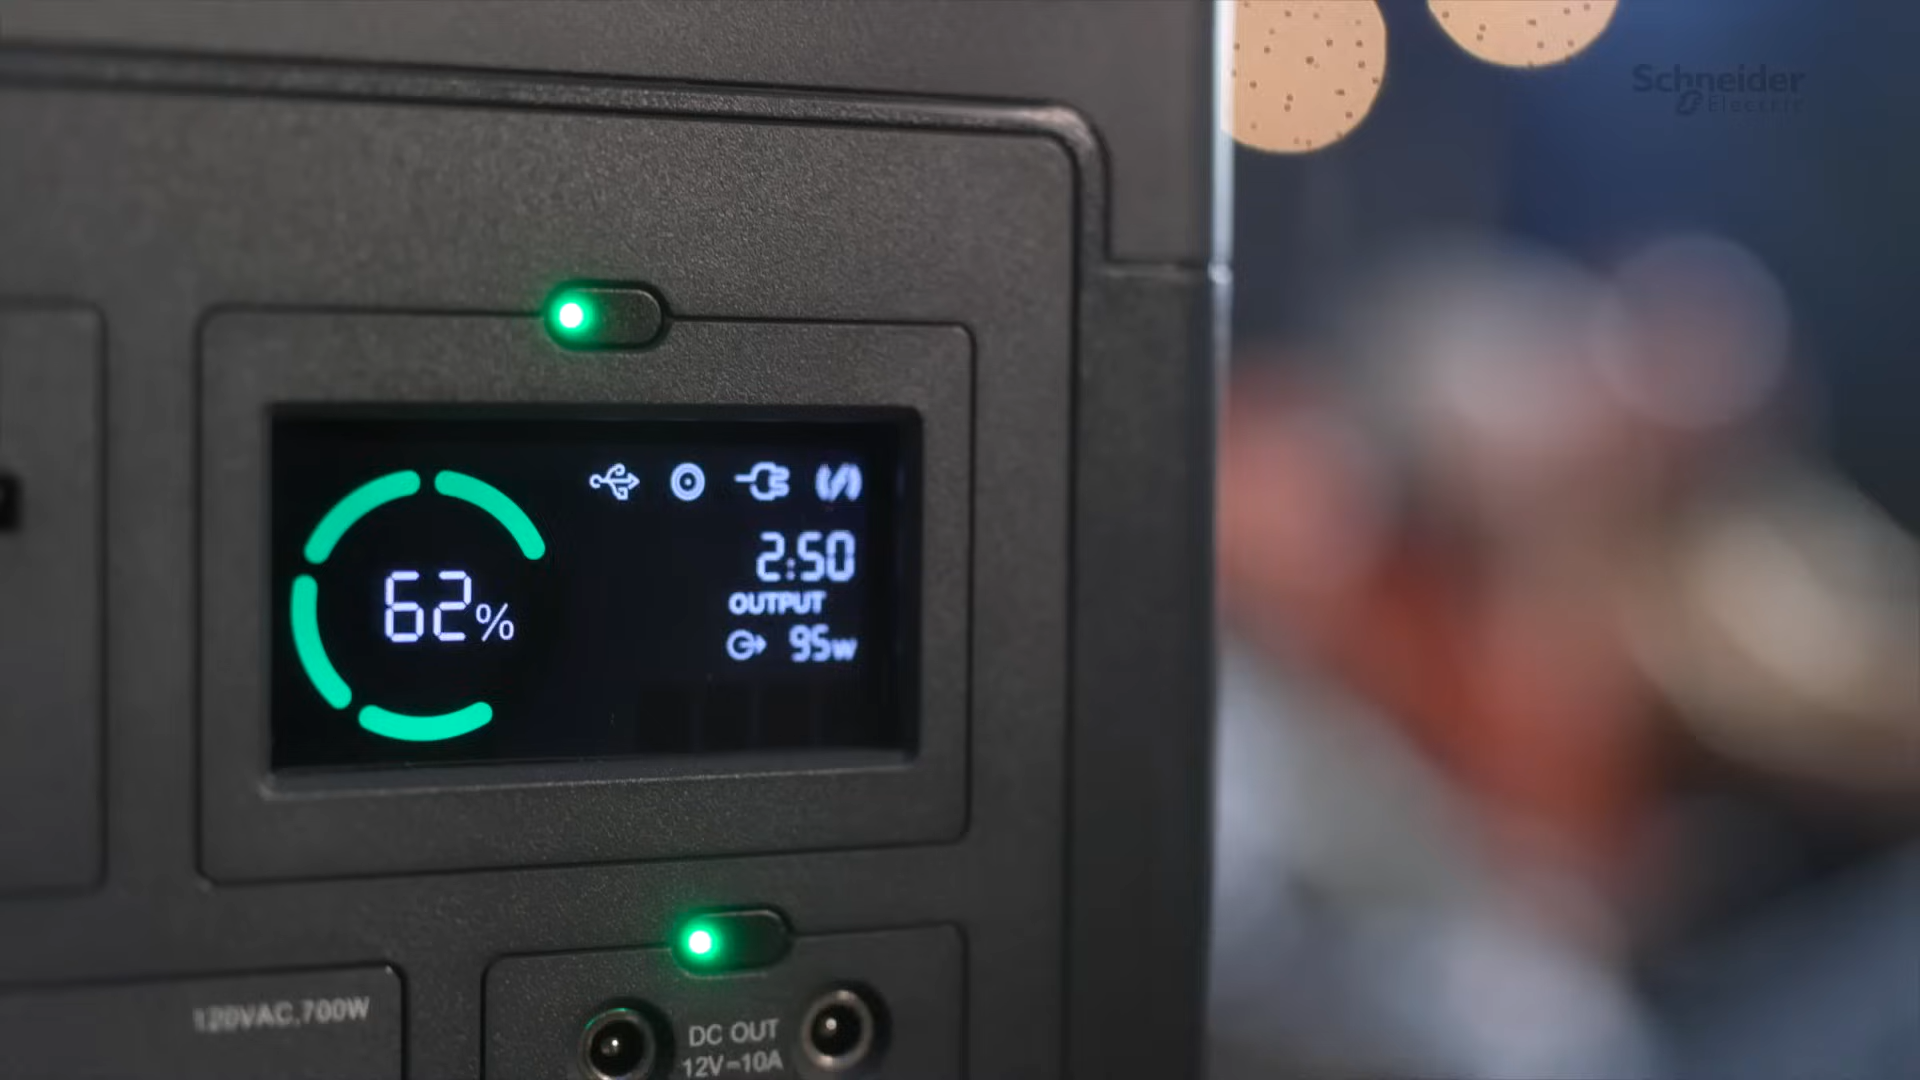 Schneider
Electric
62%
2:50
OUTPUT
95w
120VAC,700W
DC OUT
12V⎓10A